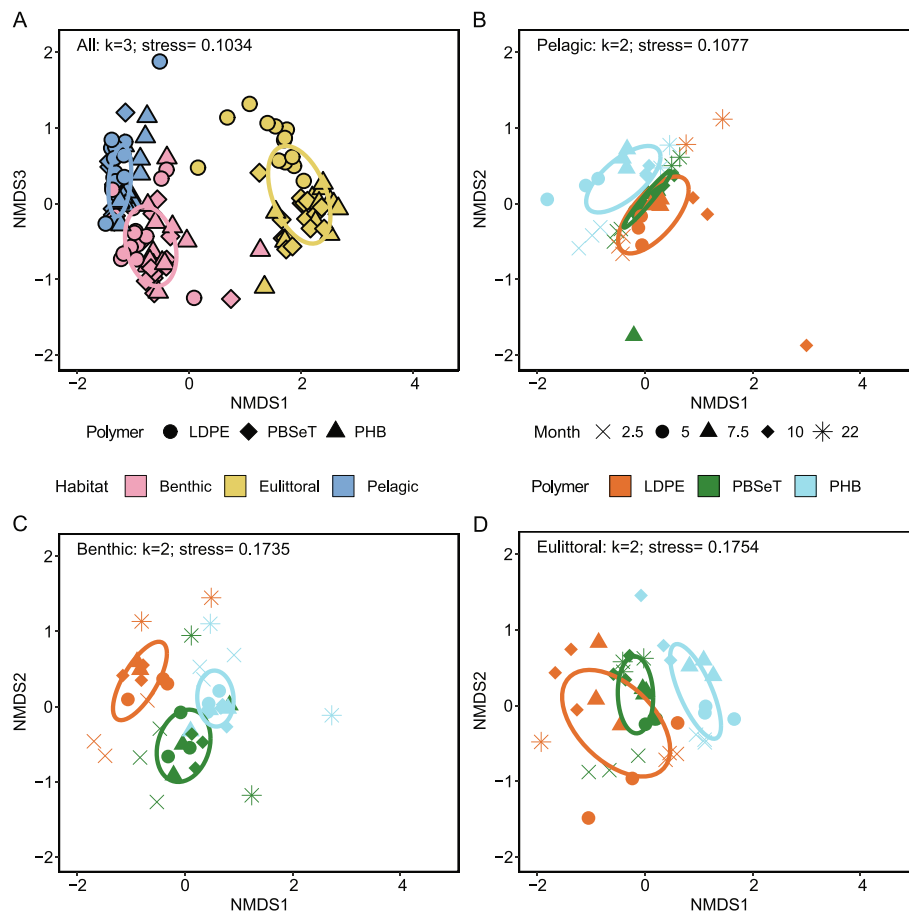 A
All: k=3; stress= 0.1034
2
1
0
−1
−2
NMDS3
−2 0 2 4
NMDS1
B
Pelagic: k=2; stress= 0.1077
2
1
0
−1
−2
NMDS2
−2 0 2 4
NMDS1
Polymer LDPE PBSeT PHB
Month 2.5 5 7.5 10 22
Habitat Benthic Eulittoral Pelagic
Polymer LDPE PBSeT PHB
C
Benthic: k=2; stress= 0.1735
2
1
0
−1
−2
NMDS2
−2 0 2 4
NMDS1
D
Eulittoral: k=2; stress= 0.1754
2
1
0
−1
−2
NMDS2
−2 0 2 4
NMDS1